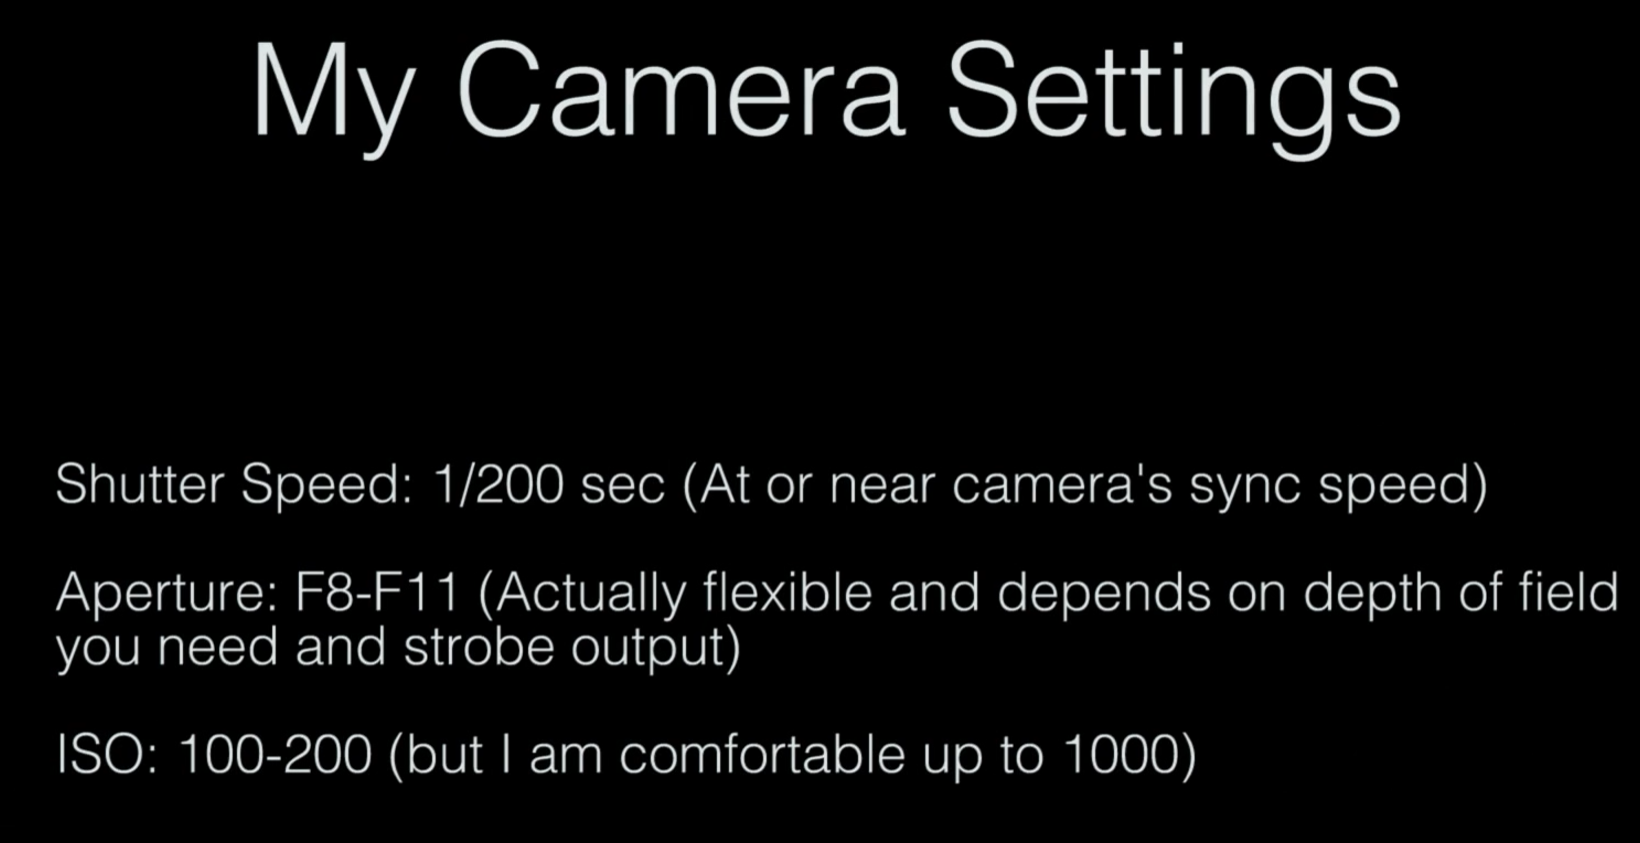 My Camera Settings
Shutter Speed: 1/200 sec (At or near camera's sync speed)
Aperture: F8-F11 (Actually flexible and depends on depth of field
you need and strobe output)
ISO: 100-200 (but I am comfortable up to 1000)